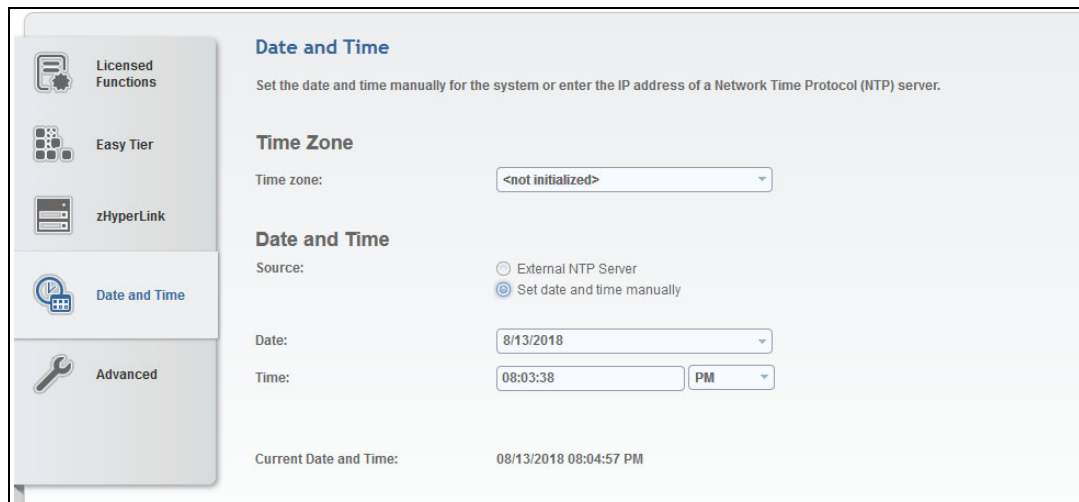 Licensed
Functions
Easy Tier
zHyperLink
Date and Time
Advanced
Date and Time
Set the date and time manually for the system or enter the IP address of a Network Time Protocol (NTP) server.
Time Zone
Time zone: <not initialized>
Date and Time
Source: External NTP Server
Set date and time manually
Date: 8/13/2018
Time: 08:03:38 PM
Current Date and Time: 08/13/2018 08:04:57 PM